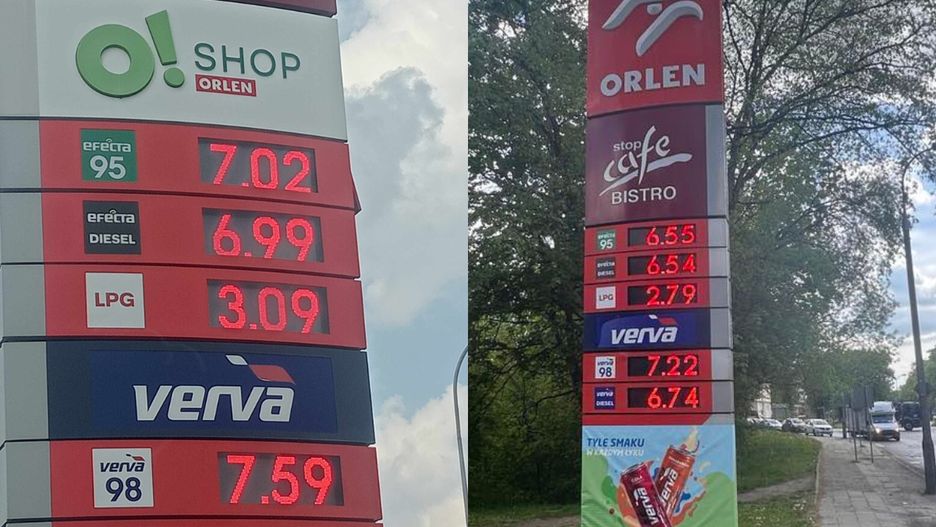 O! SHOP
ORLEN
EFECTA 95 7.02
EFECTA DIESEL 6.99
LPG 3.09
verva
verva 98 7.59
ORLEN
stop cafe
BISTRO
EFECTA 95 6.55
EFECTA DIESEL 6.54
LPG 2.79
verva
verva 98 7.22
verva DIESEL 6.74
TYLE SMAKU
W KAŻDYM ŁYKU
verva
verva